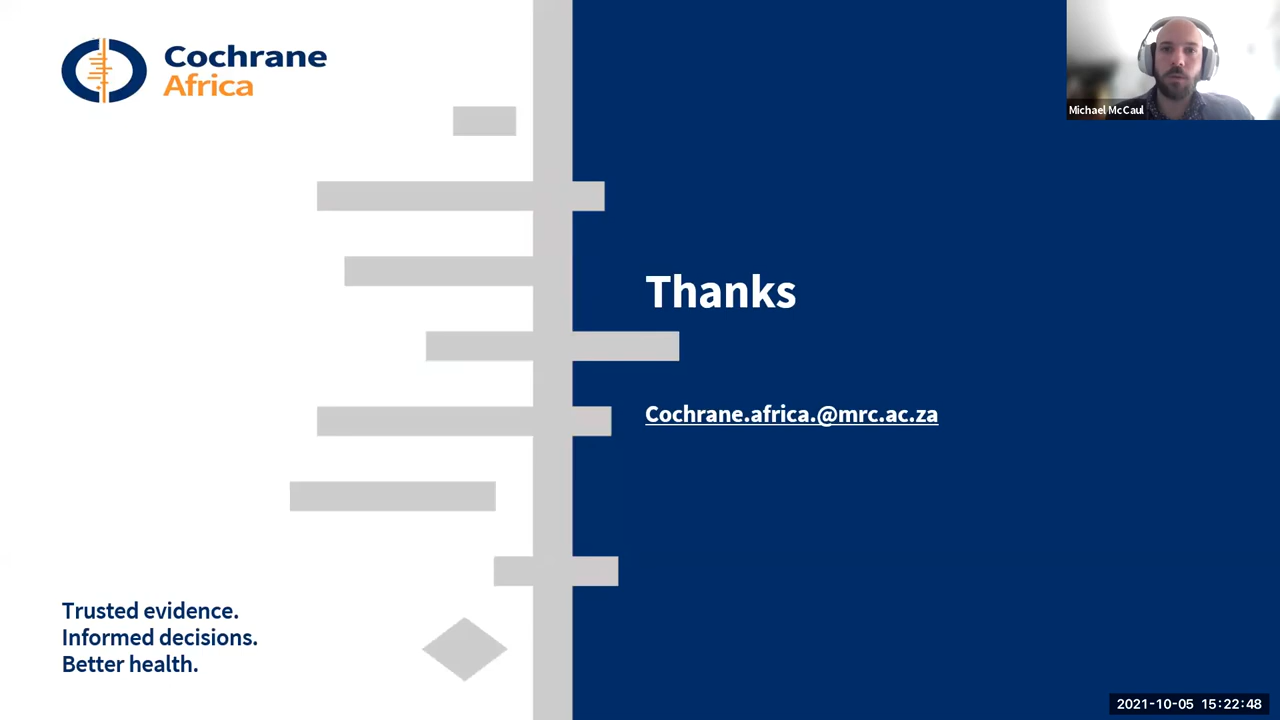 Cochrane
Africa
Michael McCaul
Thanks
Cochrane.africa.@mrc.ac.za
Trusted evidence.
Informed decisions.
Better health.
2021-10-05 15:22:48